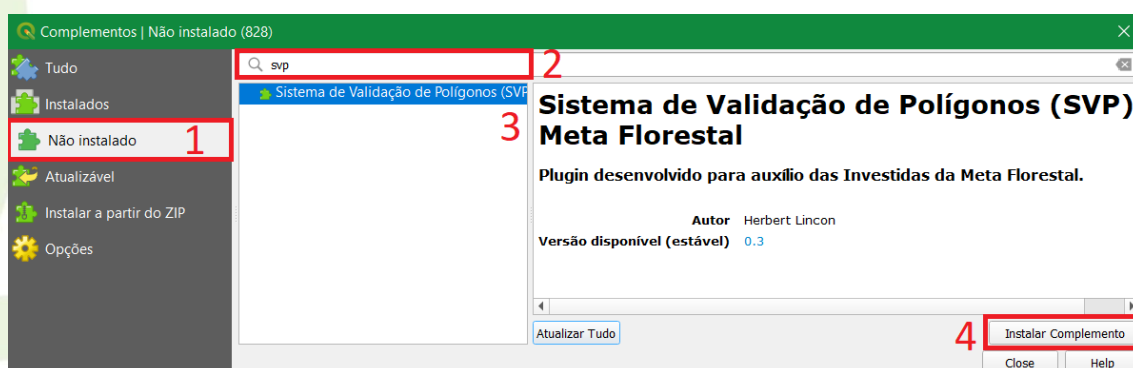 Complementos | Não instalado (828)
Tudo
Instalados
Não instalado 1
Atualizável
Instalar a partir do ZIP
Opções
svp 2
Sistema de Validação de Polígonos (SVP
3
Sistema de Validação de Polígonos (SVP)
Meta Florestal
Plugin desenvolvido para auxílio das Investidas da Meta Florestal.
Autor Herbert Lincon
Versão disponível (estável) 0.3
Atualizar Tudo
4 Instalar Complemento
Close Help